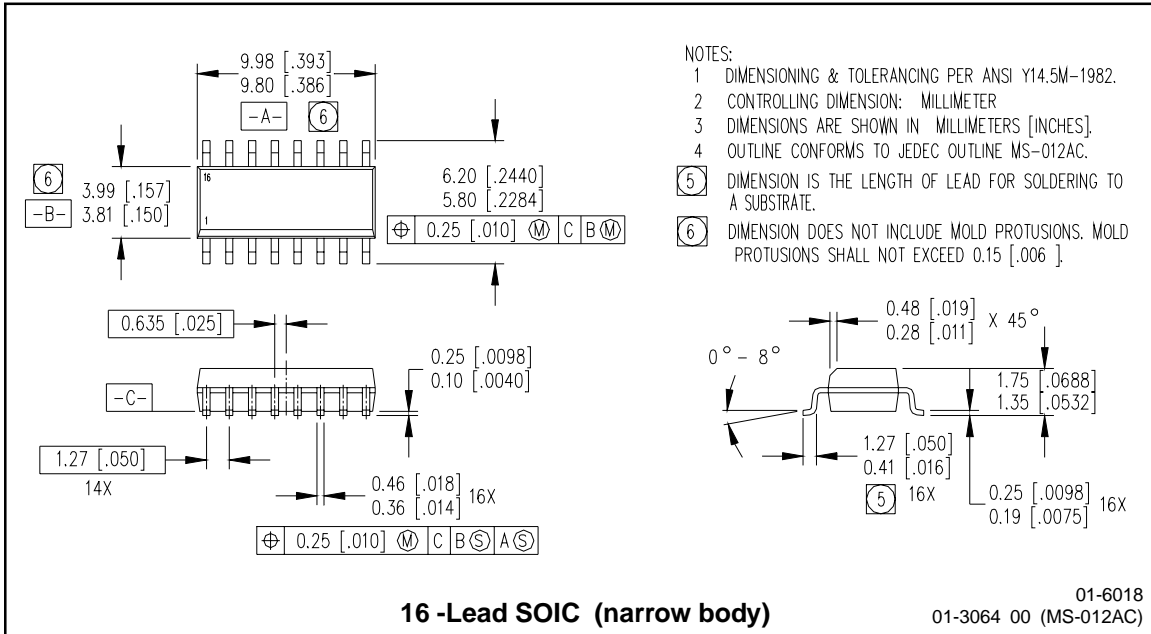 9.98 [.393]
9.80 [.386]
-A- 6
6
3.99 [.157]
3.81 [.150]
-B-
16
1
6.20 [.2440]
5.80 [.2284]
⌖ 0.25 [.010] Ⓜ C B Ⓜ
NOTES:
1 DIMENSIONING & TOLERANCING PER ANSI Y14.5M-1982.
2 CONTROLLING DIMENSION: MILLIMETER
3 DIMENSIONS ARE SHOWN IN MILLIMETERS [INCHES].
4 OUTLINE CONFORMS TO JEDEC OUTLINE MS-012AC.
5 DIMENSION IS THE LENGTH OF LEAD FOR SOLDERING TO
A SUBSTRATE.
6 DIMENSION DOES NOT INCLUDE MOLD PROTUSIONS. MOLD
PROTUSIONS SHALL NOT EXCEED 0.15 [.006 ].
0.635 [.025]
0.25 [.0098]
0.10 [.0040]
-C-
1.27 [.050]
14X
0.46 [.018]
0.36 [.014] 16X
⌖ 0.25 [.010] Ⓜ C B Ⓢ A Ⓢ
0.48 [.019]
0.28 [.011] X 45°
0° - 8°
1.75 [.0688]
1.35 [.0532]
1.27 [.050]
0.41 [.016]
5 16X
0.25 [.0098]
0.19 [.0075] 16X
16 -Lead SOIC (narrow body)
01-6018
01-3064 00 (MS-012AC)